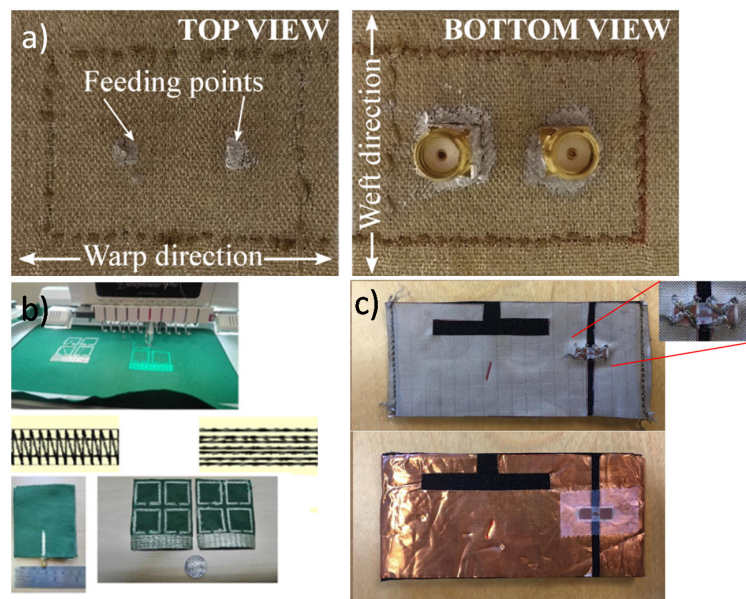 a)
TOP VIEW
Feeding points
Warp direction
BOTTOM VIEW
Weft direction
b)
c)